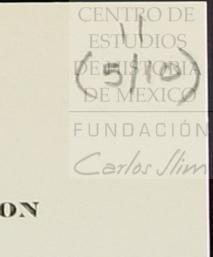 CENTRO DE
ESTUDIOS
DE HISTORIA
DE MÉXICO
FUNDACIÓN
Carlos Slim
11
(5/10)
ON